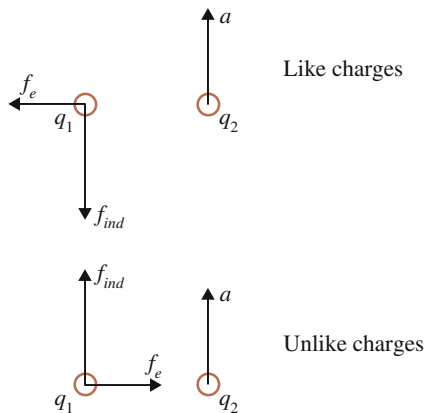 a
Like charges
f_e
q_1
q_2
f_ind
f_ind
a
Unlike charges
f_e
q_1
q_2